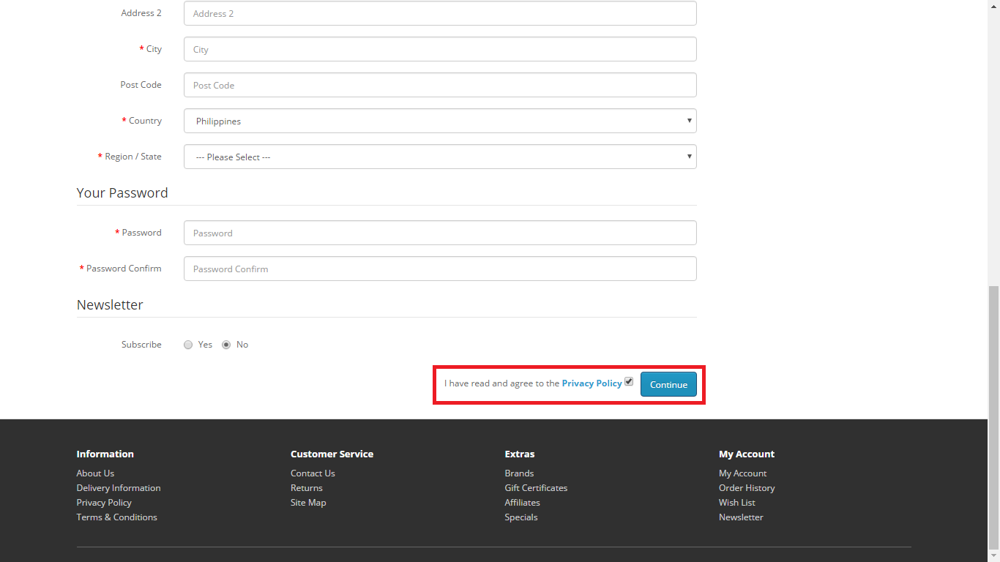 Address 2 Address 2
* City City
Post Code Post Code
* Country Philippines
* Region / State --- Please Select ---
Your Password
* Password Password
* Password Confirm Password Confirm
Newsletter
Subscribe Yes No
I have read and agree to the Privacy Policy Continue
Information Customer Service Extras My Account
About Us Contact Us Brands My Account
Delivery Information Returns Gift Certificates Order History
Privacy Policy Site Map Affiliates Wish List
Terms & Conditions Specials Newsletter